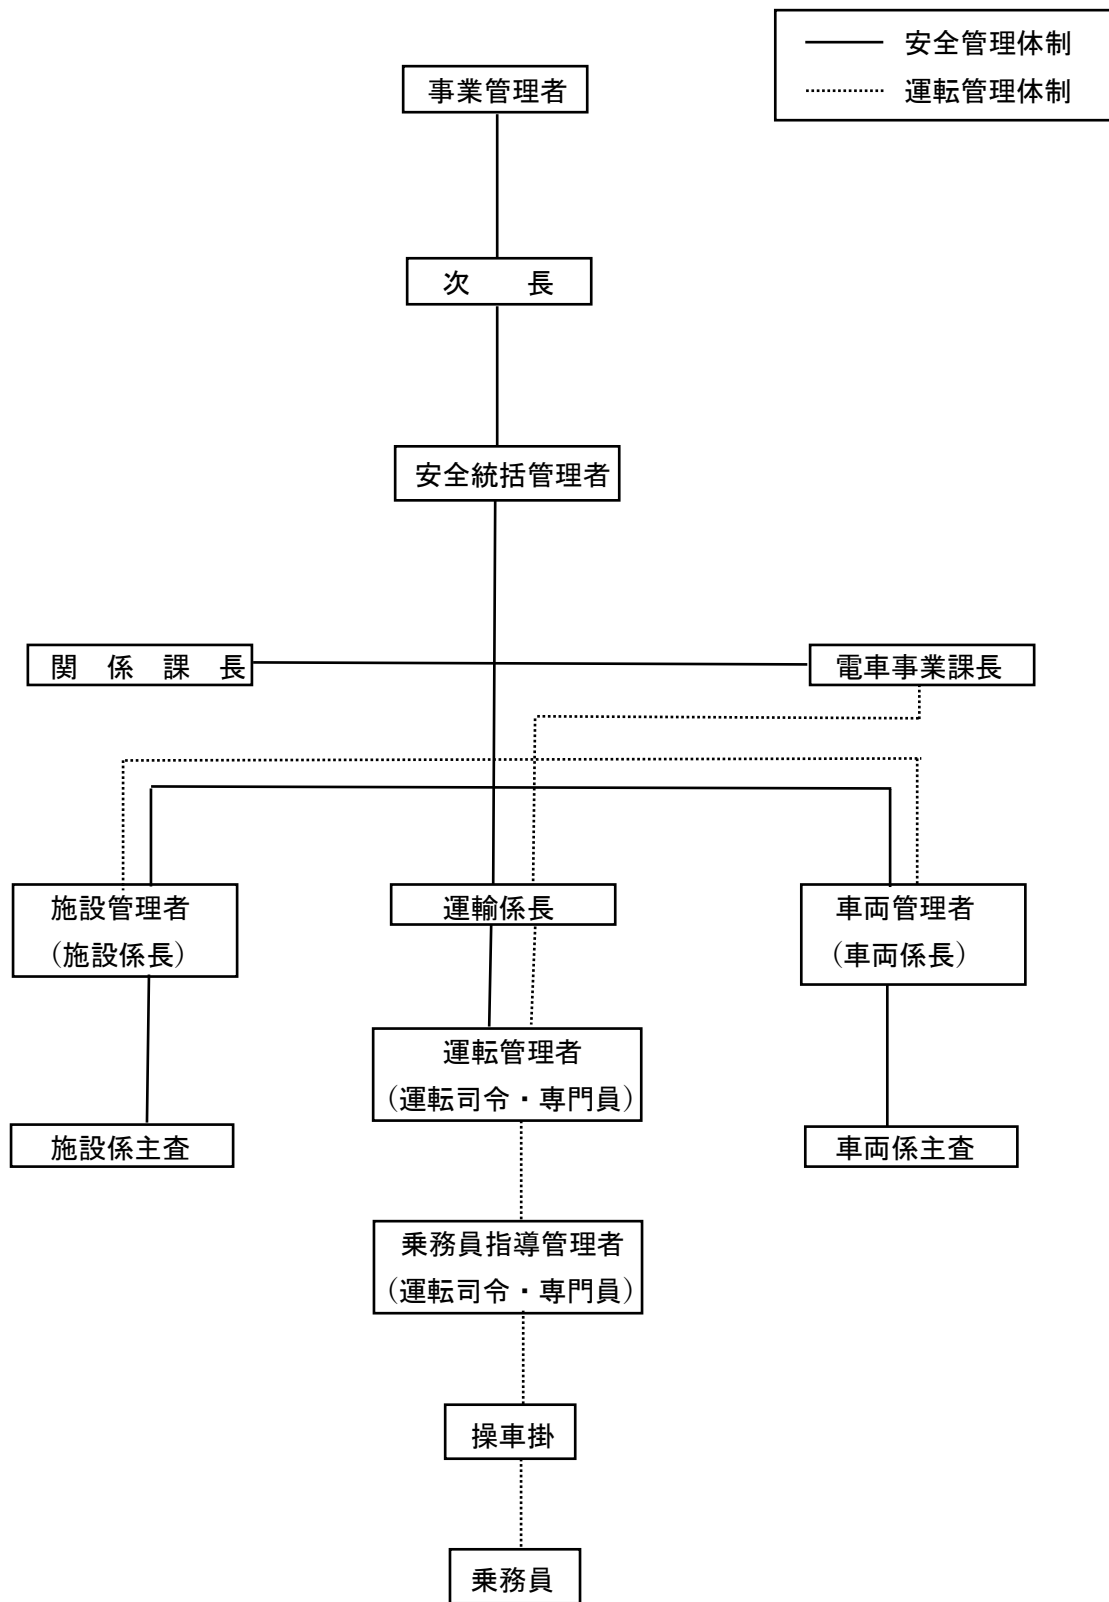 安全管理体制
運転管理体制
事業管理者
次　　長
安全統括管理者
関　係　課　長
電車事業課長
施設管理者
(施設係長)
運輸係長
車両管理者
(車両係長)
運転管理者
(運転司令・専門員)
施設係主査
車両係主査
乗務員指導管理者
(運転司令・専門員)
操車掛
乗務員